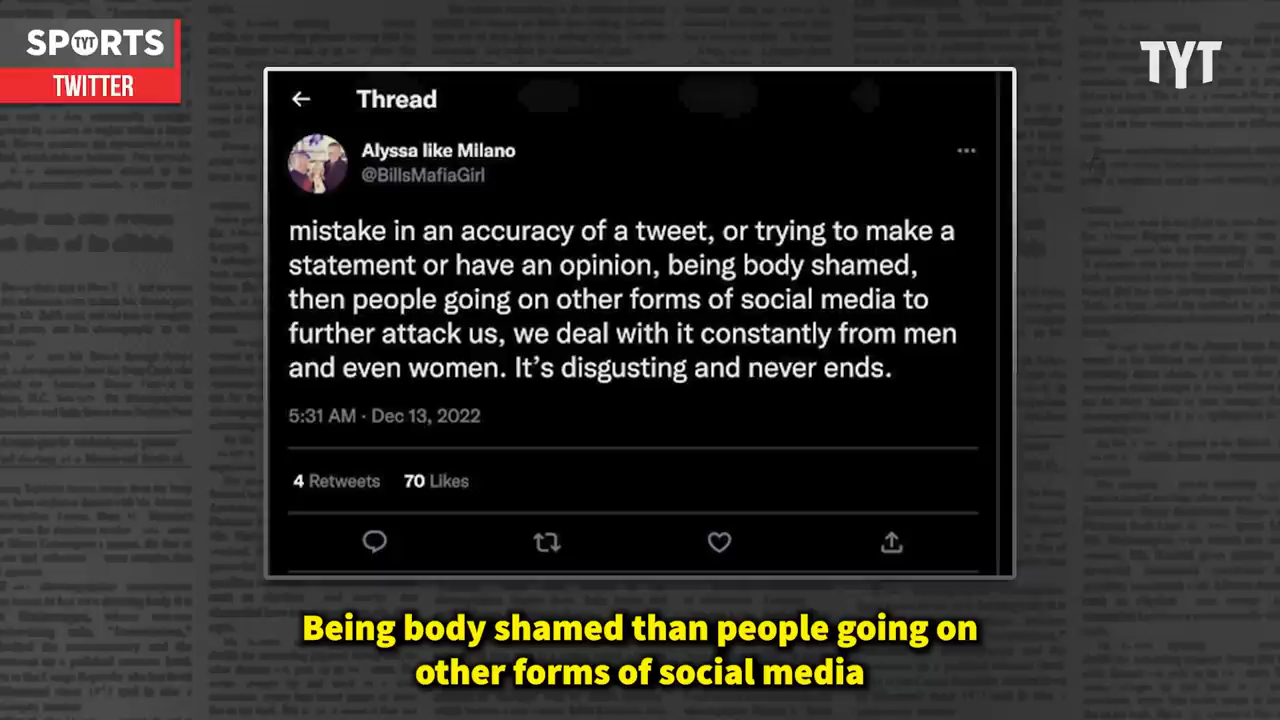 SPORTS
TYT
TWITTER
TYT
Thread
Alyssa like Milano
@BillsMafiaGirl
mistake in an accuracy of a tweet, or trying to make a
statement or have an opinion, being body shamed,
then people going on other forms of social media to
further attack us, we deal with it constantly from men
and even women. It's disgusting and never ends.
5:31 AM · Dec 13, 2022
4 Retweets 70 Likes
Being body shamed than people going on
other forms of social media